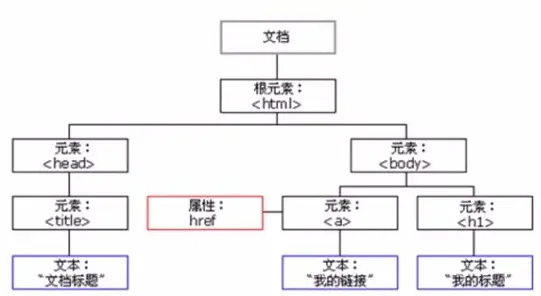 文档
根元素：
<html>
元素：
<head>
元素：
<body>
元素：
<title>
属性：
href
元素：
<a>
元素：
<h1>
文本：
“文档标题”
文本：
“我的链接”
文本：
“我的标题”